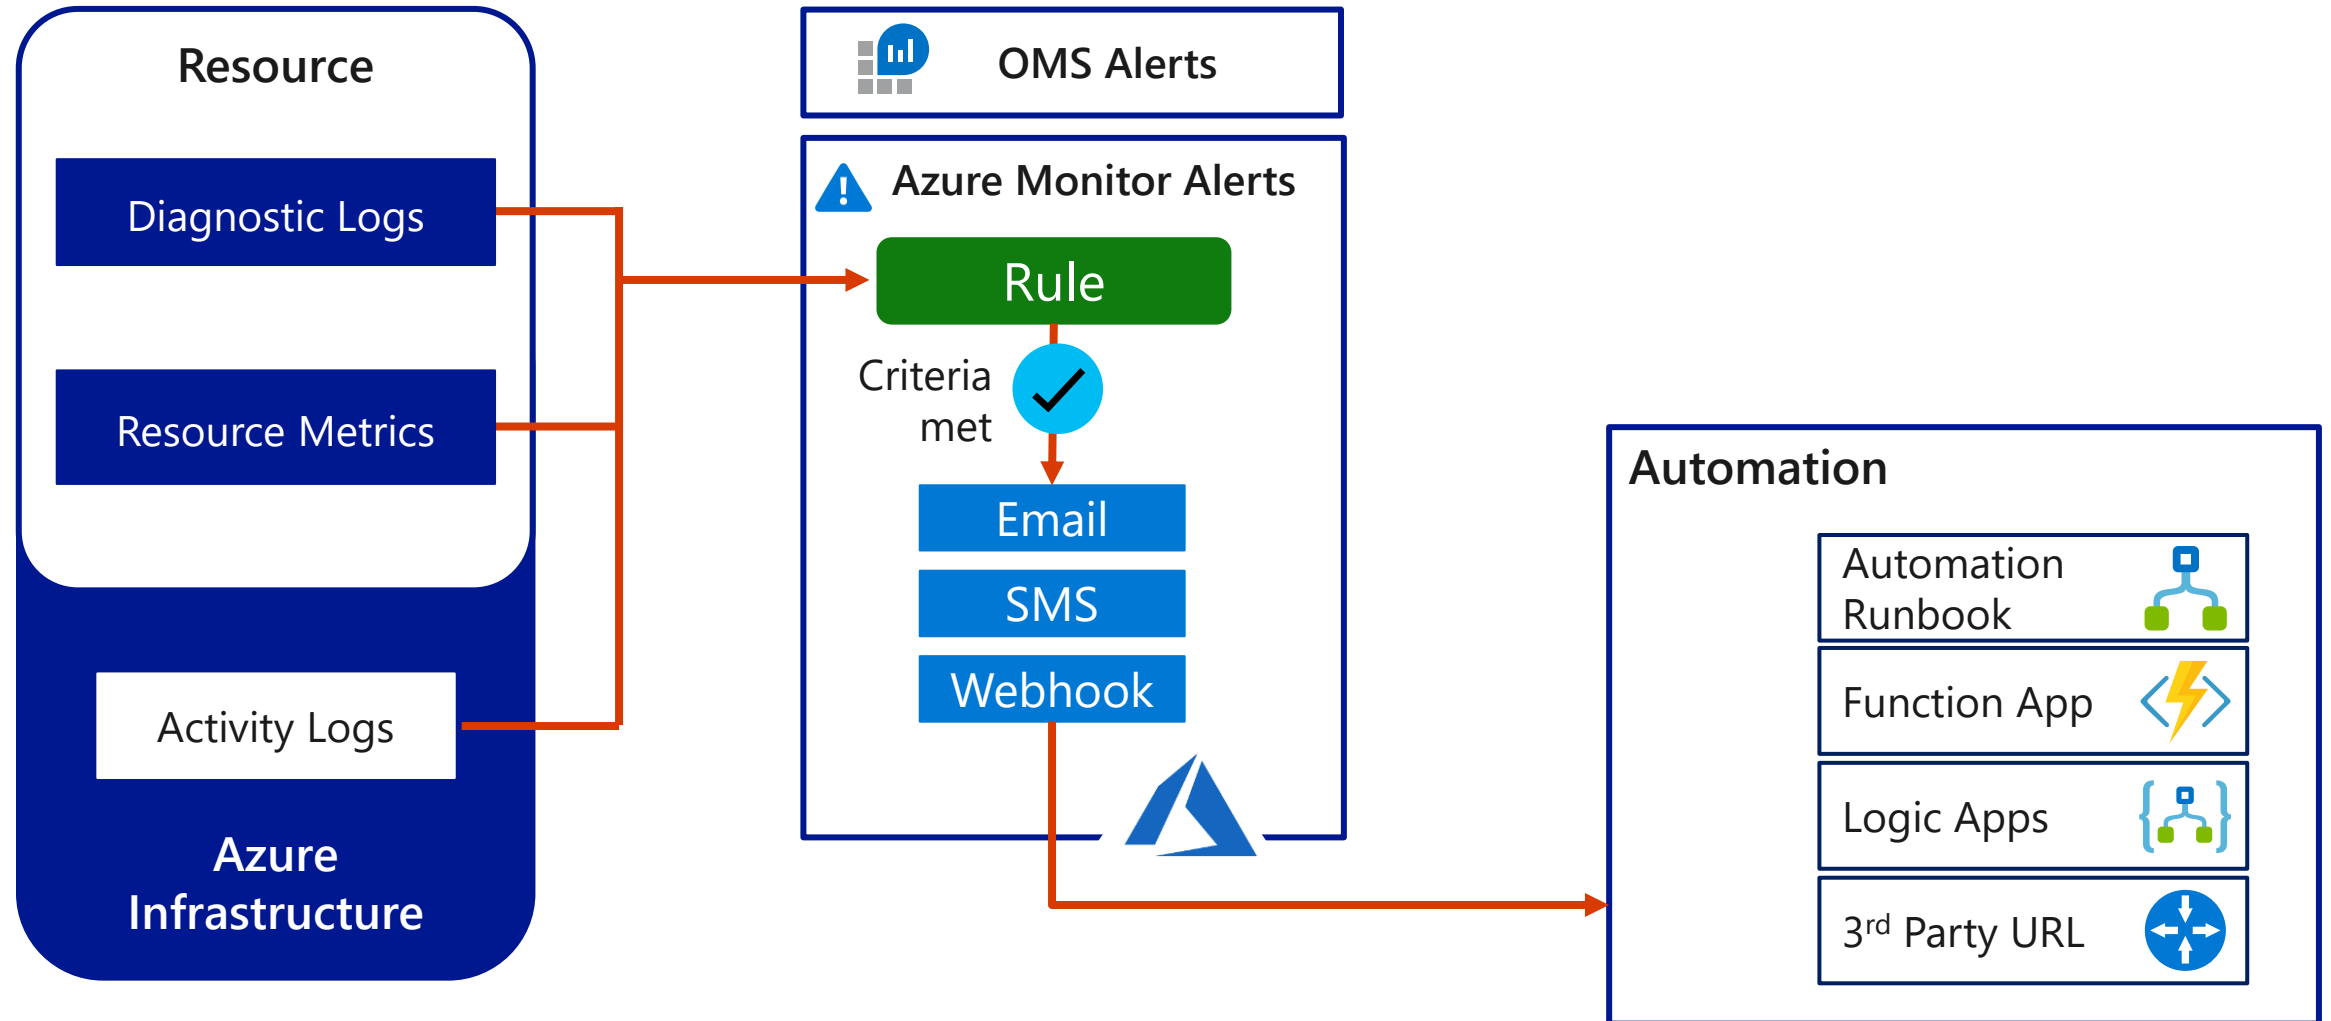 Resource
Diagnostic Logs
Resource Metrics
Activity Logs
Azure
Infrastructure
OMS Alerts
Azure Monitor Alerts
Rule
Criteria
met
Email
SMS
Webhook
Automation
Automation
Runbook
Function App
Logic Apps
3rd Party URL